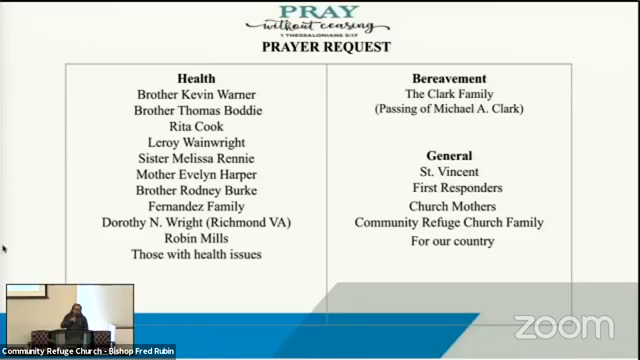 PRAY
without ceasing
1 THESSALONIANS 5:17
PRAYER REQUEST
Health
Brother Kevin Warner
Brother Thomas Boddie
Rita Cook
Leroy Wainwright
Sister Melissa Rennie
Mother Evelyn Harper
Brother Rodney Burke
Fernandez Family
Dorothy N. Wright (Richmond VA)
Robin Mills
Those with health issues
Bereavement
The Clark Family
(Passing of Michael A. Clark)
General
St. Vincent
First Responders
Church Mothers
Community Refuge Church Family
For our country
Community Refuge Church - Bishop Fred Rubin
zoom